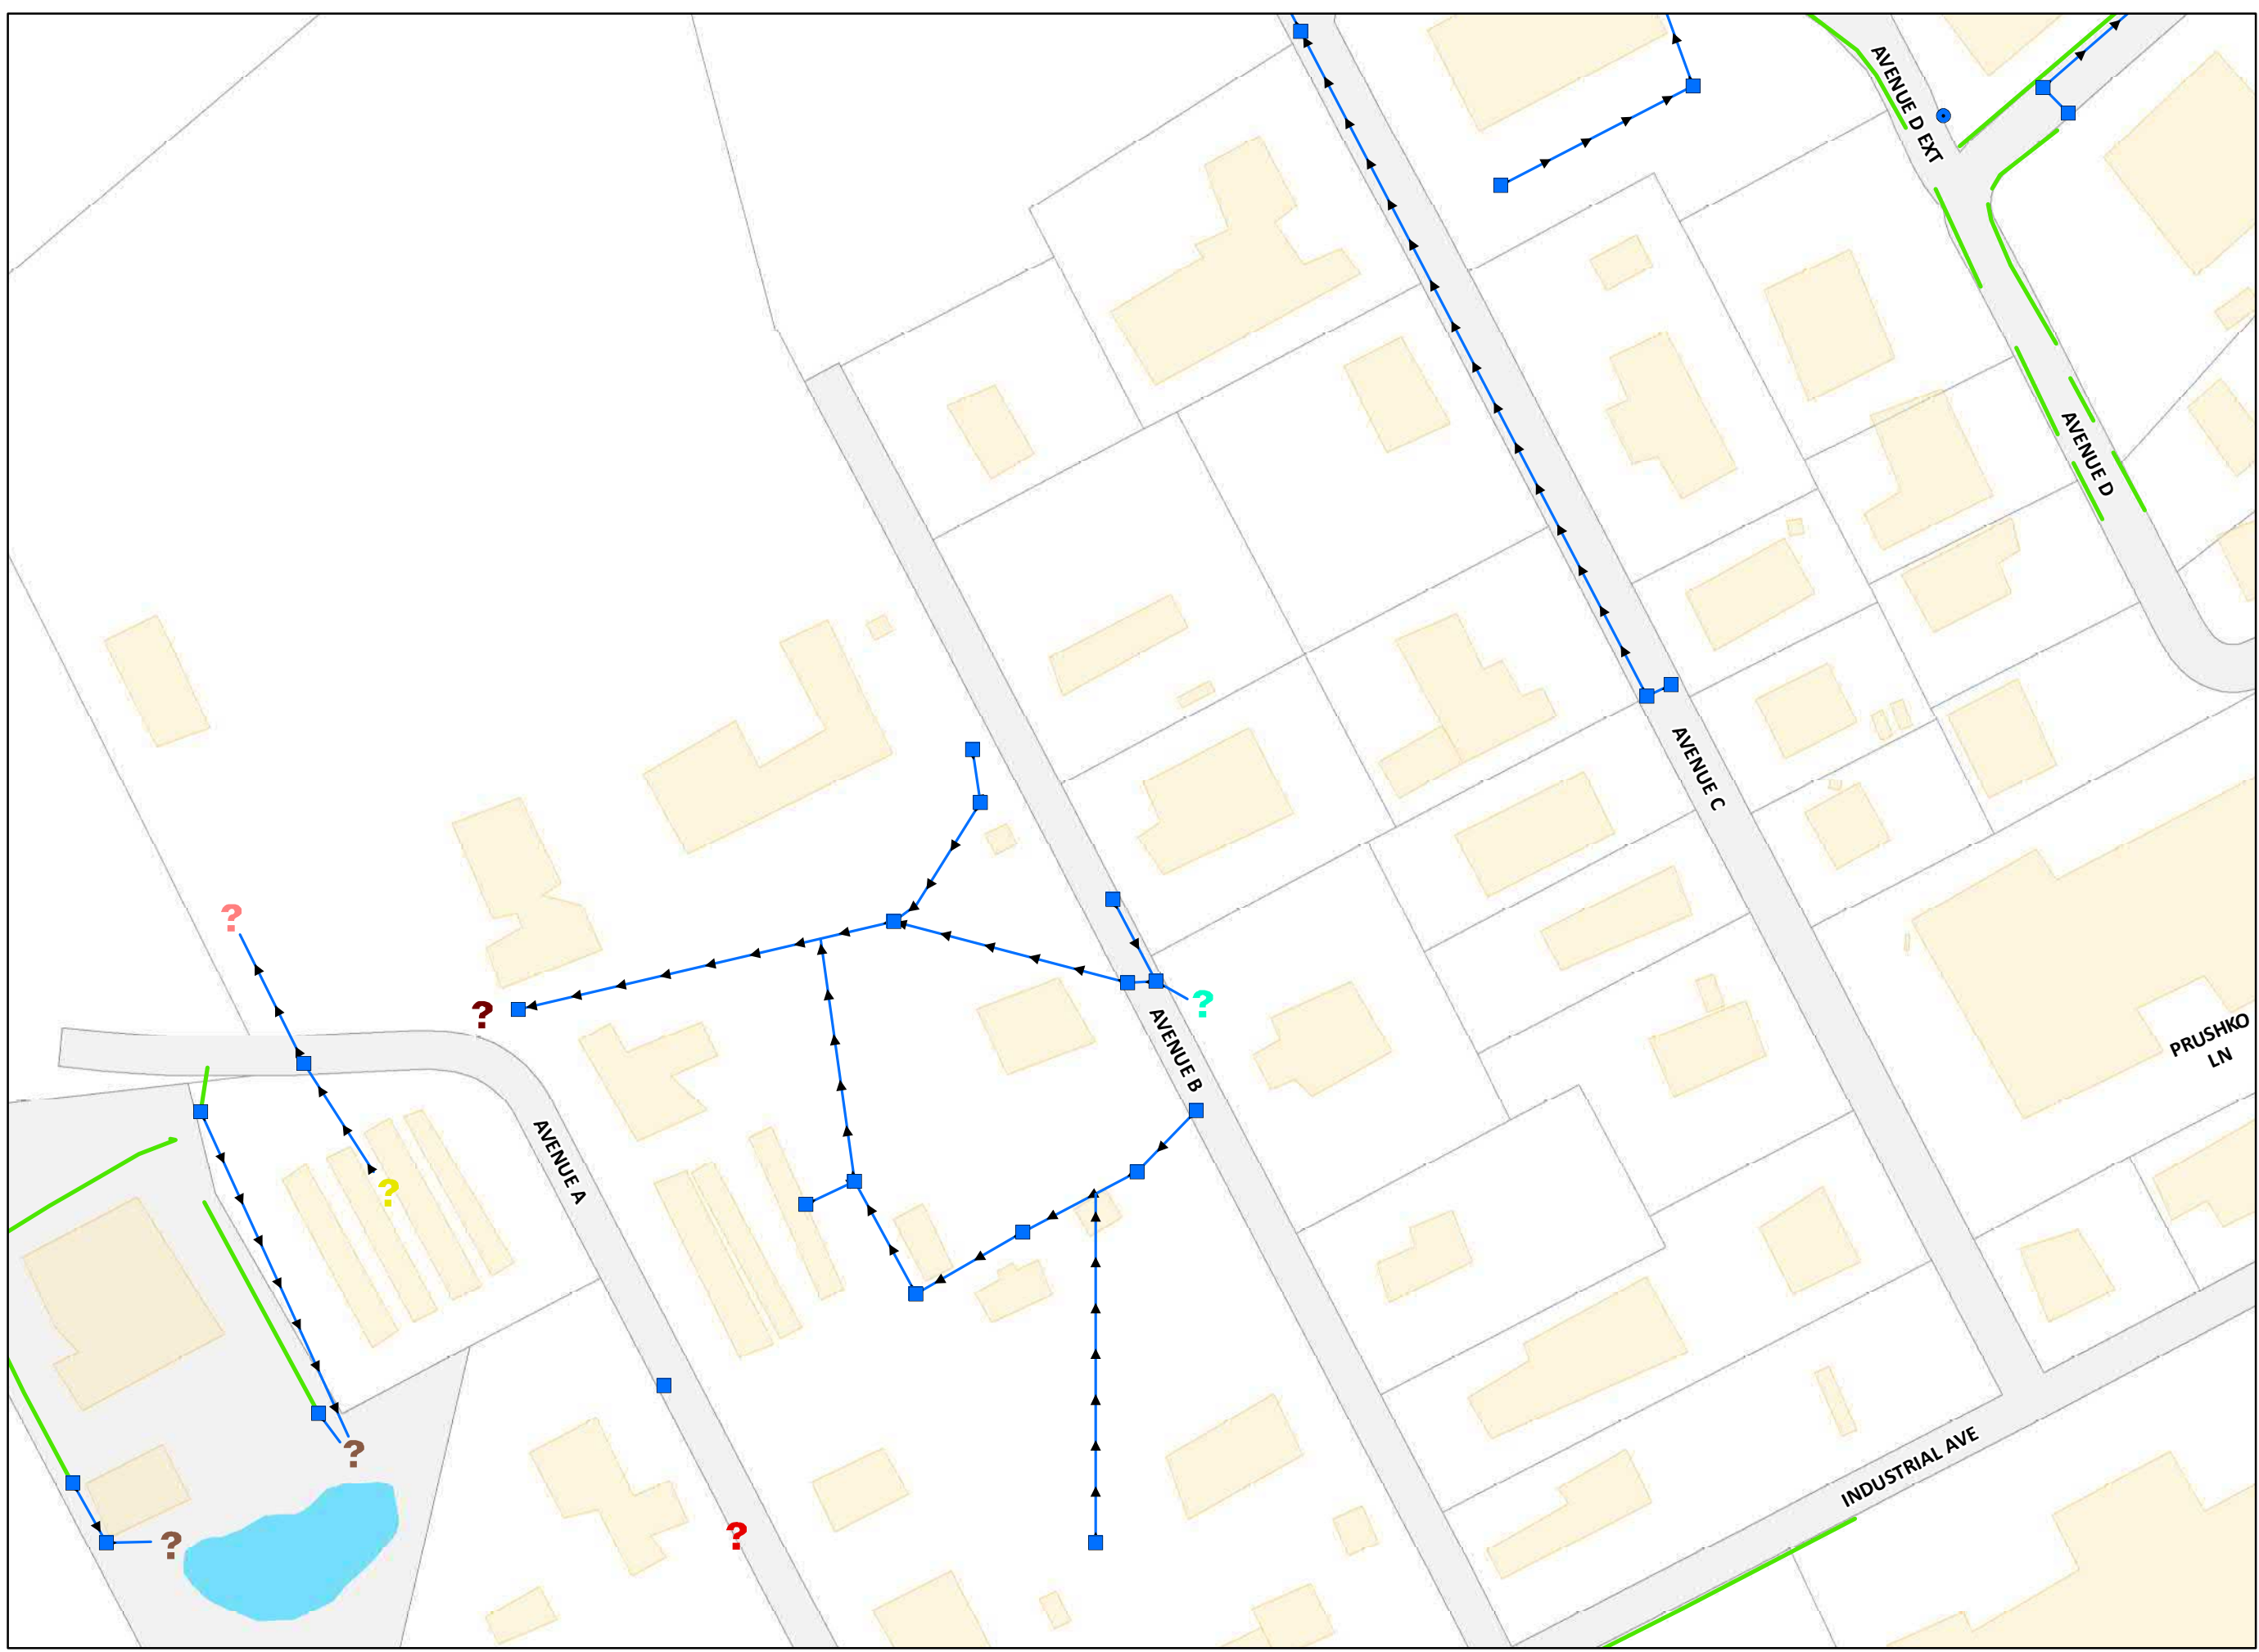 AVENUE D EXT
AVENUE D
AVENUE C
?
?
?
AVENUE B
PRUSHKO
LN
AVENUE A
?
INDUSTRIAL AVE
?
?
?